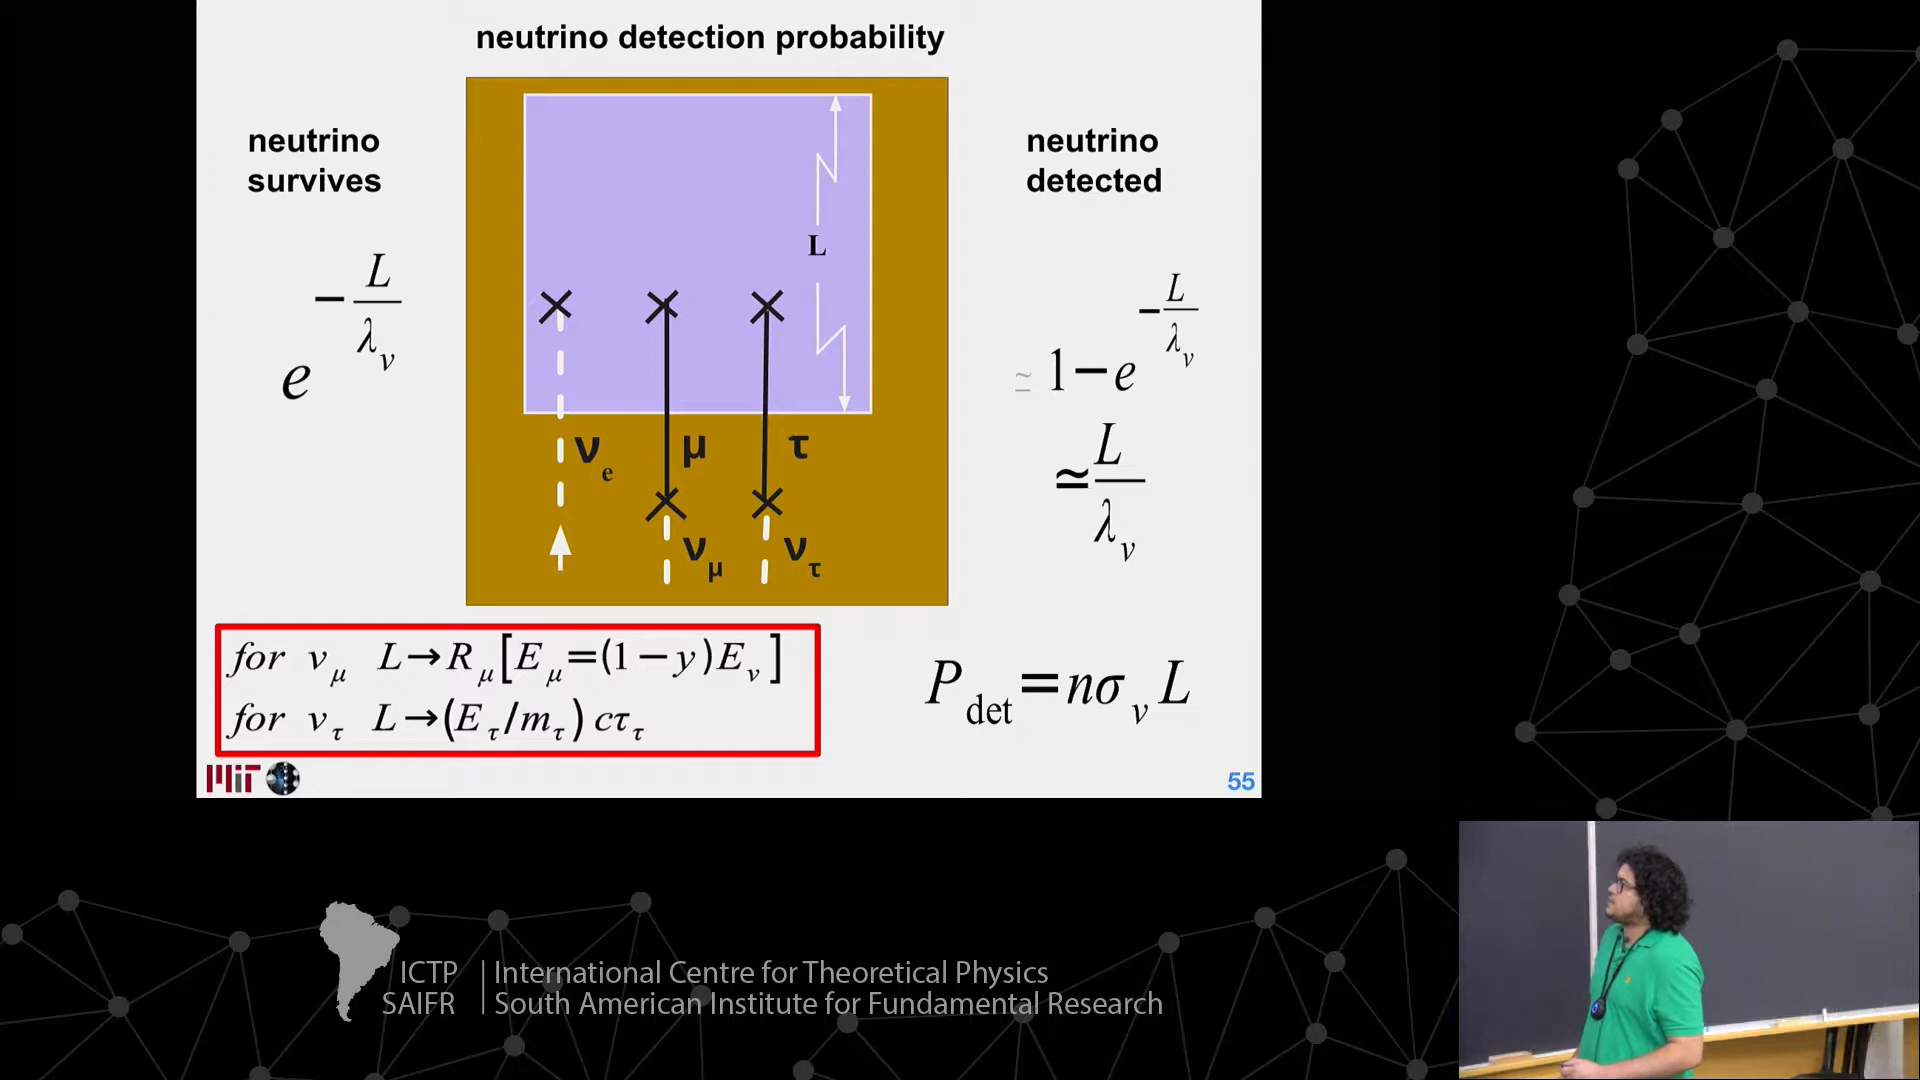 neutrino detection probability
neutrino
survives
e^{-L/λ_ν}
L
ν_e
μ
τ
ν_μ
ν_τ
neutrino
detected
≃ 1−e^{-L/λ_ν}
≃ L/λ_ν
for ν_μ L→R_μ[E_μ=(1−y)E_ν]
for ν_τ L→(E_τ/m_τ) cτ_τ
P_det=nσ_ν L
MIT
55
ICTP
SAIFR
International Centre for Theoretical Physics
South American Institute for Fundamental Research